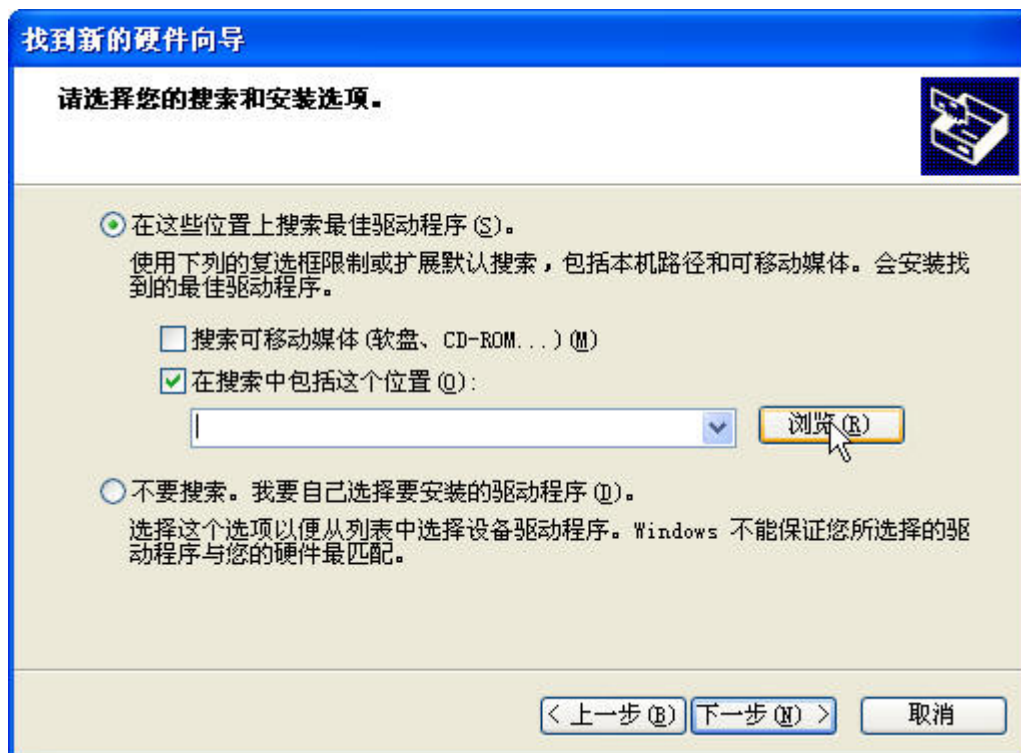 找到新的硬件向导
请选择您的搜索和安装选项。
在这些位置上搜索最佳驱动程序(S)。
使用下列的复选框限制或扩展默认搜索，包括本机路径和可移动媒体。会安装找
到的最佳驱动程序。
搜索可移动媒体(软盘、CD-ROM...)(M)
在搜索中包括这个位置(O):
浏览(R)
不要搜索。我要自己选择要安装的驱动程序(D)。
选择这个选项以便从列表中选择设备驱动程序。Windows 不能保证您所选择的驱
动程序与您的硬件最匹配。
< 上一步(B) 下一步(N) > 取消